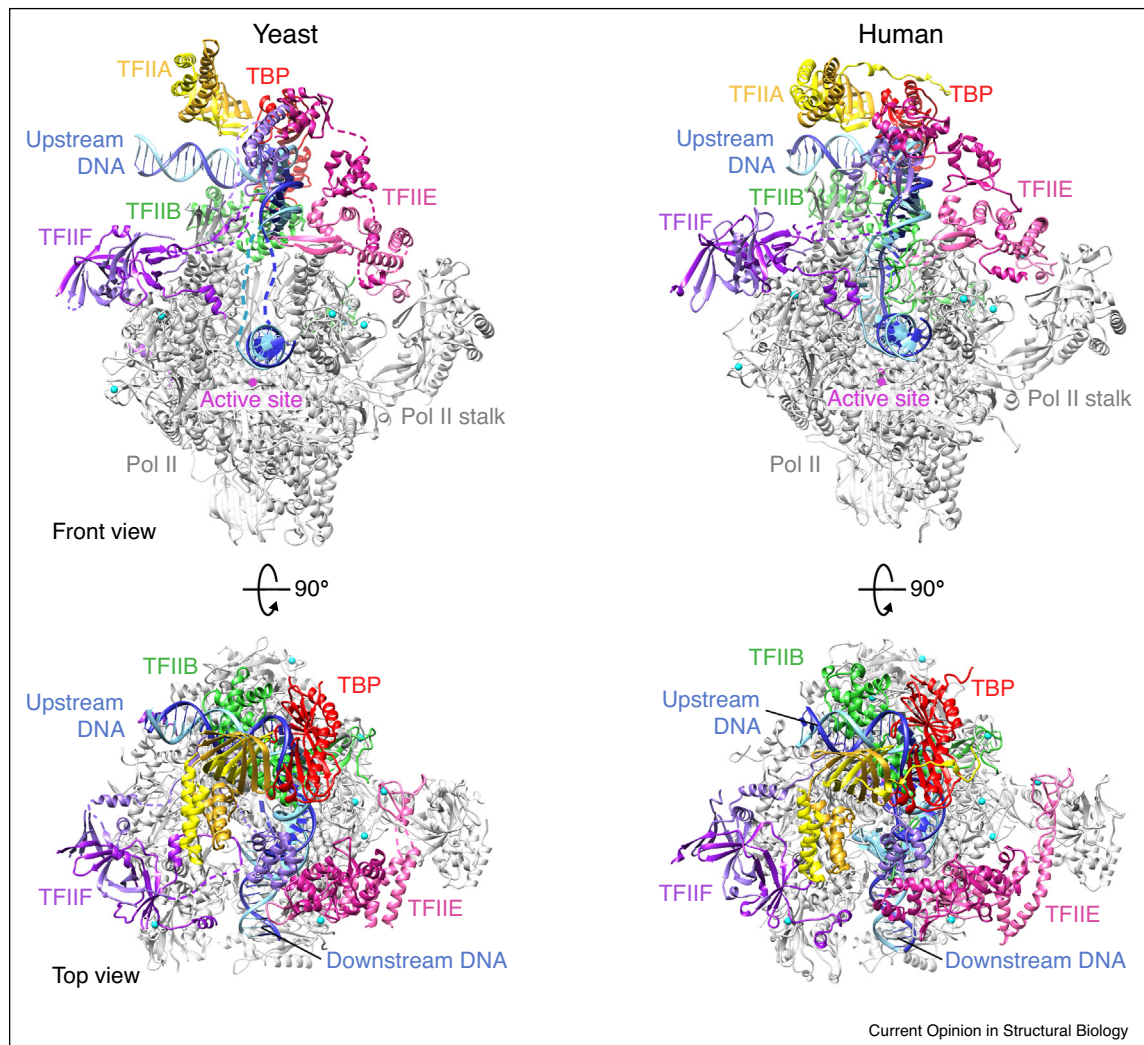 Yeast
TFIIA
TBP
Upstream
DNA
TFIIB
TFIIE
TFIIF
Active site
Pol II stalk
Pol II
Front view
90°
TFIIB
TBP
Upstream
DNA
TFIIF
TFIIE
Downstream DNA
Top view
Human
TFIIA
TBP
Upstream
DNA
TFIIB
TFIIE
TFIIF
Active site
Pol II stalk
Pol II
90°
TFIIB
TBP
Upstream
DNA
TFIIF
TFIIE
Downstream DNA
Current Opinion in Structural Biology